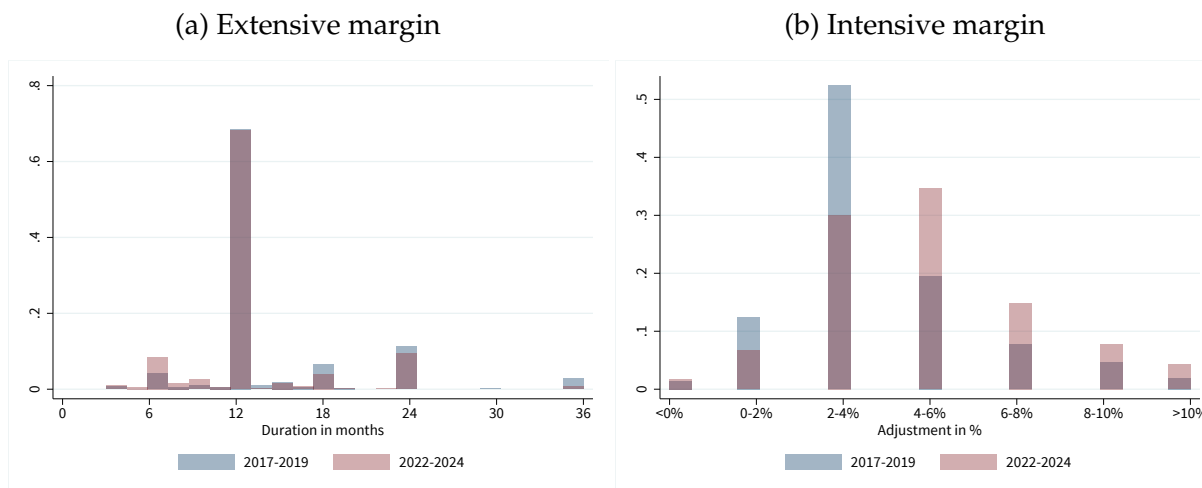 (a) Extensive margin
.8
.6
.4
.2
0
0 6 12 18 24 30 36
Duration in months
2017-2019 2022-2024
(b) Intensive margin
.5
.4
.3
.2
.1
0
<0% 0-2% 2-4% 4-6% 6-8% 8-10% >10%
Adjustment in %
2017-2019 2022-2024